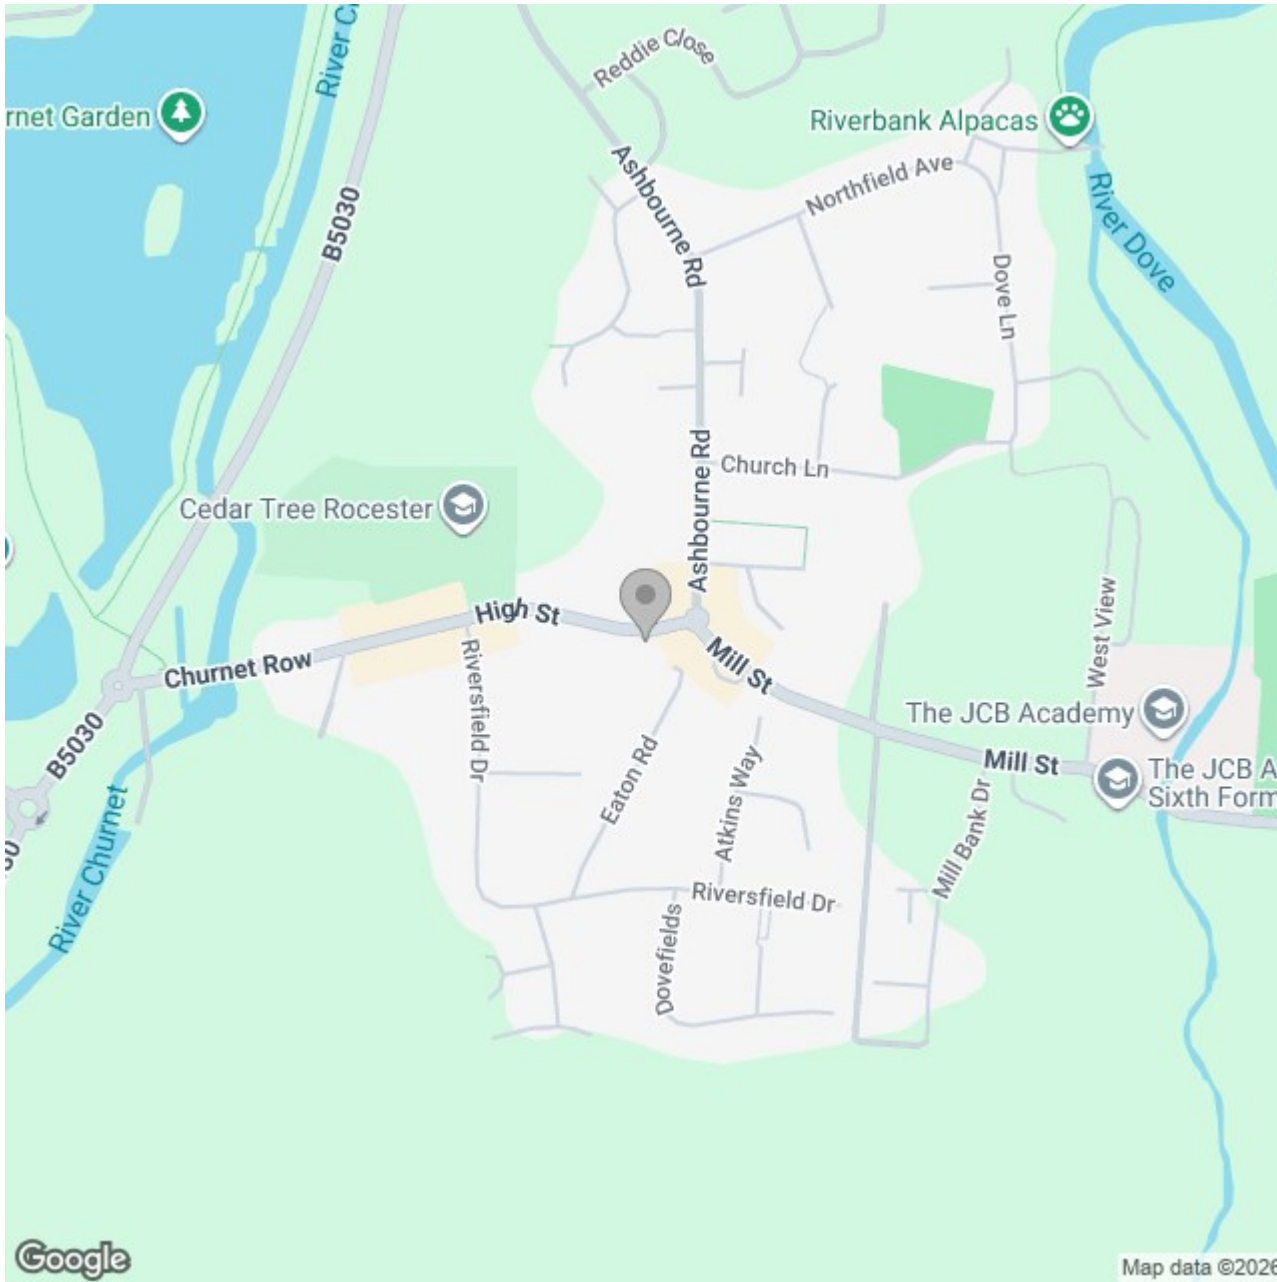 River C
Reddie Close
rnet Garden
Riverbank Alpacas
Ashbourne Rd
Northfield Ave
B5030
River Dove
Dove Ln
Ashbourne Rd
Church Ln
Cedar Tree Rocester
High St
West View
Churnet Row
Mill St
Riversfield Dr
The JCB Academy
B5030
Eaton Rd
Mill St
The JCB A
Sixth Form
Atkins Way
Mill Bank Dr
River Churnet
Riversfield Dr
Dovefields
Google
Map data ©2026